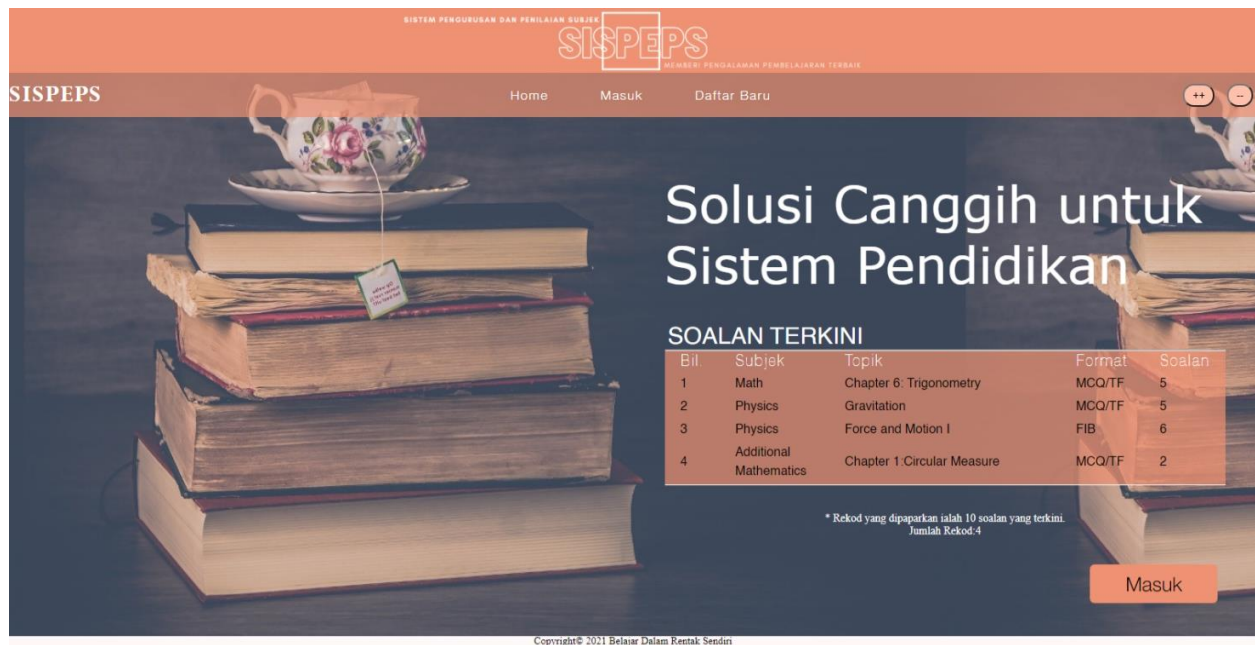 SISTEM PENGURUSAN DAN PENILAIAN SUBJEK
SISPEPS
MEMBERI PENGALAMAN PEMBELAJARAN TERBAIK
SISPEPS Home Masuk Daftar Baru ++ --
Solusi Canggih untuk
Sistem Pendidikan
SOALAN TERKINI
Bil. Subjek Topik Format Soalan
1 Math Chapter 6: Trigonometry MCQ/TF 5
2 Physics Gravitation MCQ/TF 5
3 Physics Force and Motion I FIB 6
4 Additional Mathematics Chapter 1:Circular Measure MCQ/TF 2
* Rekod yang dipaparkan ialah 10 soalan yang terkini.
Jumlah Rekod:4
Masuk
Copyright© 2021 Belajar Dalam Rentak Sendiri